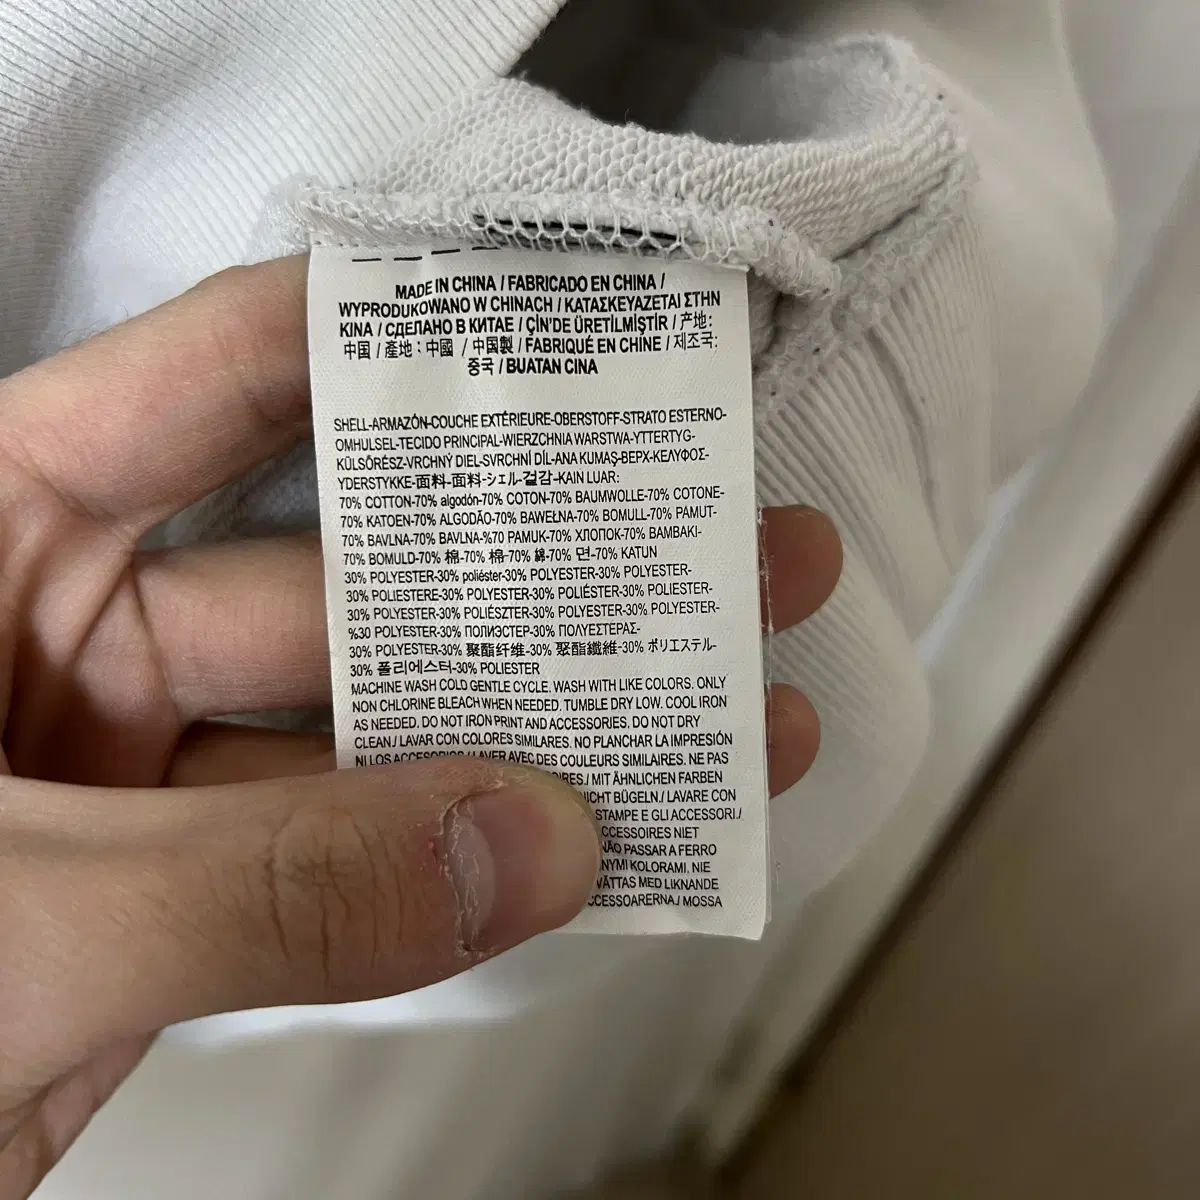 MADE IN CHINA / FABRICADO EN CHINA /
WYPRODUKOWANO W CHINACH / ΚΑΤΑΣΚΕΥΑΖΕΤΑΙ ΣΤΗΝ
ΚΙΝΑ / СДЕЛАНО В КИТАЕ / ÇİN'DE ÜRETİLMİŞTİR / 产地:
中国 / 產地:中國 / 中国製 / FABRIQUÉ EN CHINE / 제조국:
중국 / BUATAN CINA
SHELL-ARMAZÓN-COUCHE EXTÉRIEURE-OBERSTOFF-STRATO ESTERNO-
OMHULSEL-TECIDO PRINCIPAL-WIERZCHNIA WARSTWA-YTTERTYG-
KÜLSŐRÉSZ-VRCHNÝ DIEL-SVRCHNÍ DÍL-ANA KUMAŞ-ВЕРХ-ΚΕΛΥΦΟΣ-
YDERSTYKKE-面料-面料-シェル-겉감-KAIN LUAR:
70% COTTON-70% algodón-70% COTON-70% BAUMWOLLE-70% COTONE-
70% KATOEN-70% ALGODÃO-70% BAWEŁNA-70% BOMULL-70% PAMUT-
70% BAVLNA-70% BAVLNA-%70 PAMUK-70% ХЛОПОК-70% ΒΑΜΒΑΚΙ-
70% BOMULD-70% 棉-70% 棉-70% 綿-70% 면-70% KATUN
30% POLYESTER-30% poliéster-30% POLYESTER-30% POLYESTER-
30% POLIESTERE-30% POLYESTER-30% POLIÉSTER-30% POLIESTER-
30% POLYESTER-30% POLIÉSZTER-30% POLYESTER-30% POLYESTER-
%30 POLYESTER-30% ПОЛИЭСТЕР-30% ΠΟΛΥΕΣΤΕΡΑΣ-
30% POLYESTER-30% 聚酯纤维-30% 聚酯纖維-30% ポリエステル-
30% 폴리에스터-30% POLIESTER
MACHINE WASH COLD GENTLE CYCLE. WASH WITH LIKE COLORS. ONLY
NON CHLORINE BLEACH WHEN NEEDED. TUMBLE DRY LOW. COOL IRON
AS NEEDED. DO NOT IRON PRINT AND ACCESSORIES. DO NOT DRY
CLEAN./ LAVAR CON COLORES SIMILARES. NO PLANCHAR LA IMPRESIÓN
NI LOS ACCESORIOS./ LAVER AVEC DES COULEURS SIMILAIRES. NE PAS
MIT ÄHNLICHEN FARBEN
BÜGELN./ LAVARE CON
STAMPE E GLI ACCESSORI./
NIET
PASSAR A FERRO
KOLORAMI. NIE
MED LIKNANDE
MOSSA